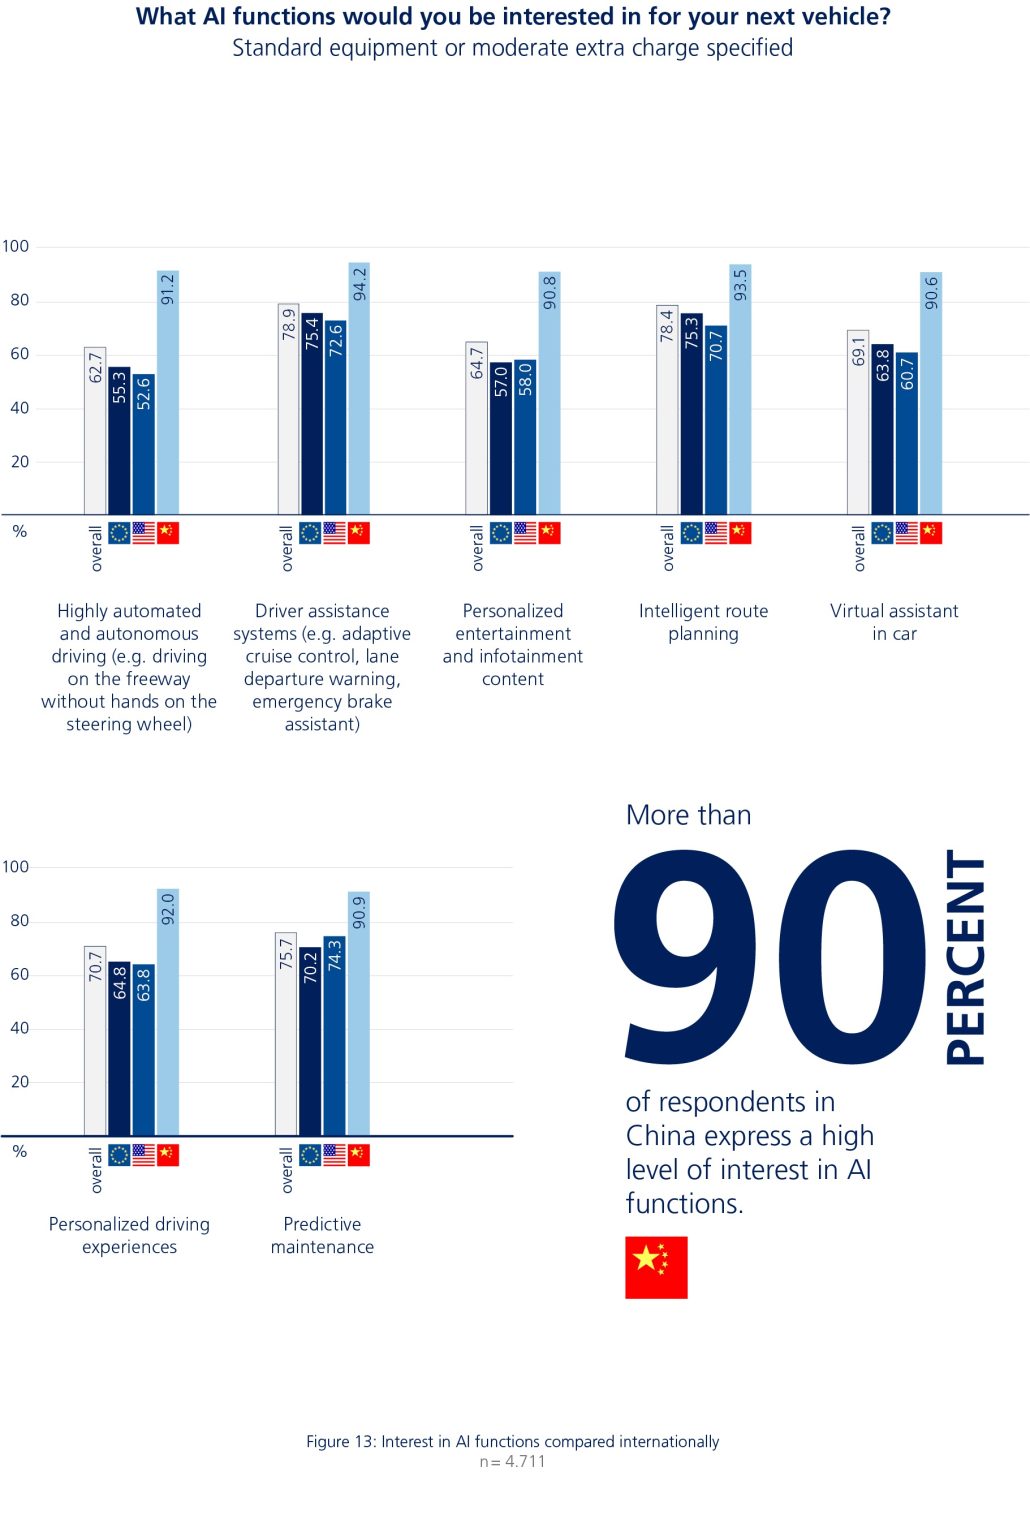 What AI functions would you be interested in for your next vehicle?
Standard equipment or moderate extra charge specified
100
80
60
40
20
%
62.7
55.3
52.6
91.2
78.9
75.4
72.6
94.2
64.7
57.0
58.0
90.8
78.4
75.3
70.7
93.5
69.1
63.8
60.7
90.6
overall
overall
overall
overall
overall
Highly automated
and autonomous
driving (e.g. driving
on the freeway
without hands on the
steering wheel)
Driver assistance
systems (e.g. adaptive
cruise control, lane
departure warning,
emergency brake
assistant)
Personalized
entertainment
and infotainment
content
Intelligent route
planning
Virtual assistant
in car
100
80
60
40
20
%
70.7
64.8
63.8
92.0
75.7
70.2
74.3
90.9
overall
overall
Personalized driving
experiences
Predictive
maintenance
More than
90
PERCENT
of respondents in
China express a high
level of interest in AI
functions.
Figure 13: Interest in AI functions compared internationally
n= 4.711